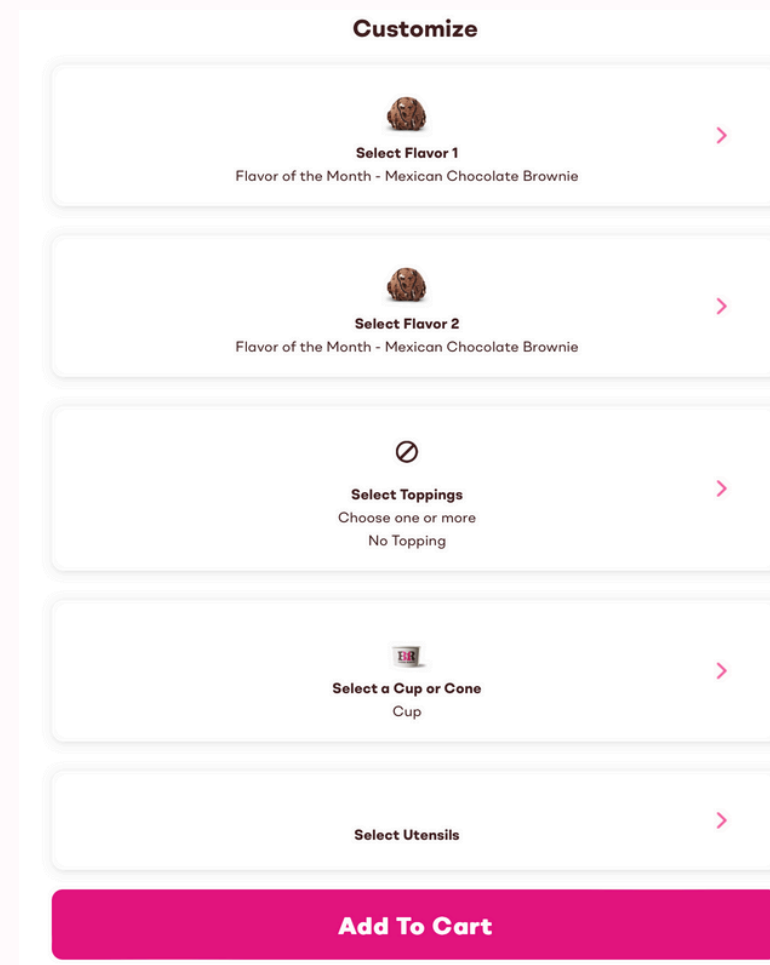 Customize
Select Flavor 1
Flavor of the Month - Mexican Chocolate Brownie
Select Flavor 2
Flavor of the Month - Mexican Chocolate Brownie
Select Toppings
Choose one or more
No Topping
BR
Select a Cup or Cone
Cup
Select Utensils
Add To Cart